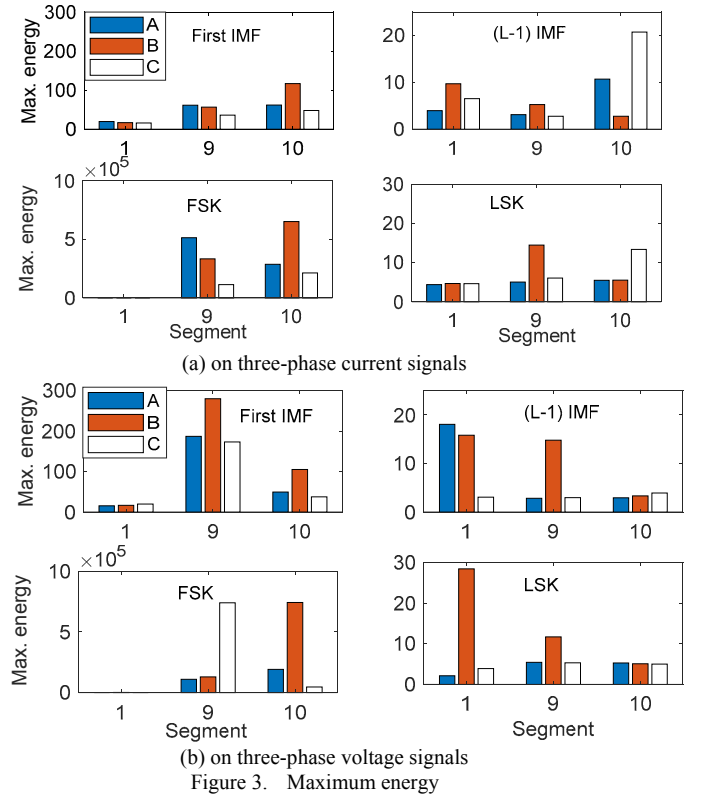 300
200
100
0
Max. energy
A
B
C
First IMF
1 9 10
20
10
0
(L-1) IMF
1 9 10
×10⁵
10
5
0
Max. energy
FSK
1 9 10
Segment
30
20
10
0
LSK
1 9 10
Segment
(a) on three-phase current signals
300
200
100
0
Max. energy
A
B
C
First IMF
1 9 10
20
10
0
(L-1) IMF
1 9 10
×10⁵
10
5
0
Max. energy
FSK
1 9 10
Segment
30
20
10
0
LSK
1 9 10
Segment
(b) on three-phase voltage signals
Figure 3. Maximum energy